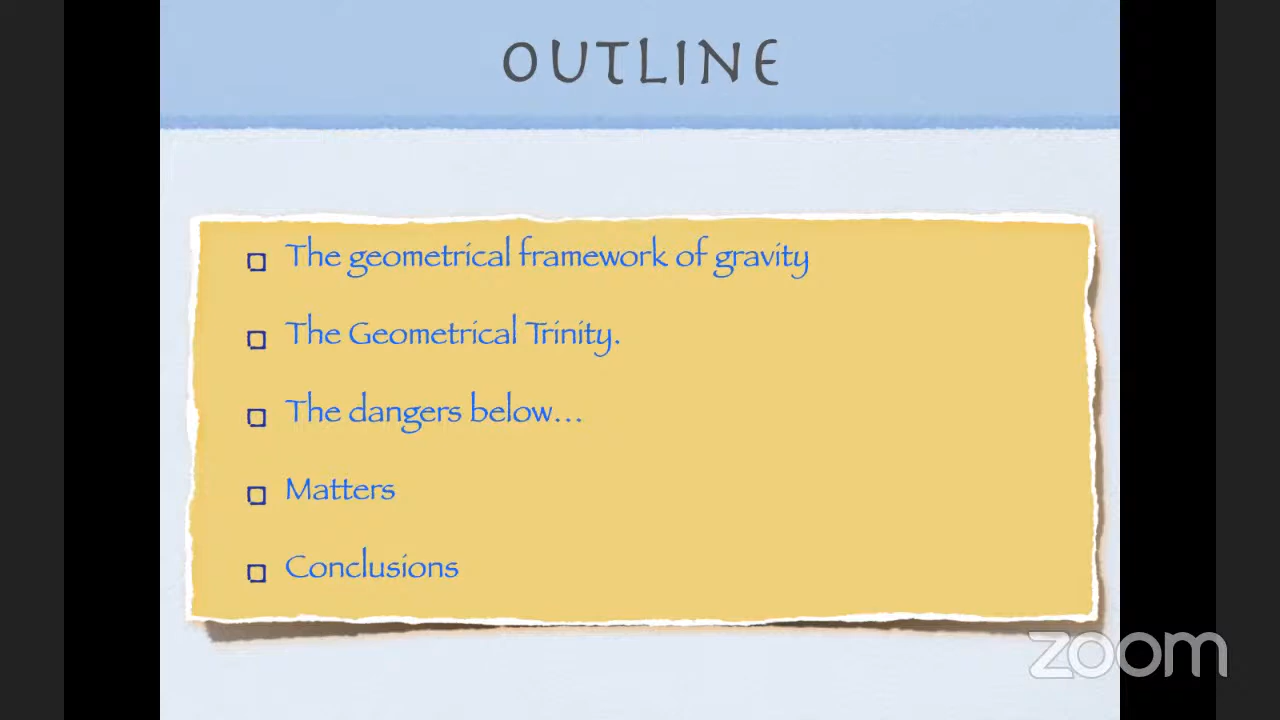 OUTLINE
The geometrical framework of gravity
The Geometrical Trinity.
The dangers below...
Matters
Conclusions
zoom